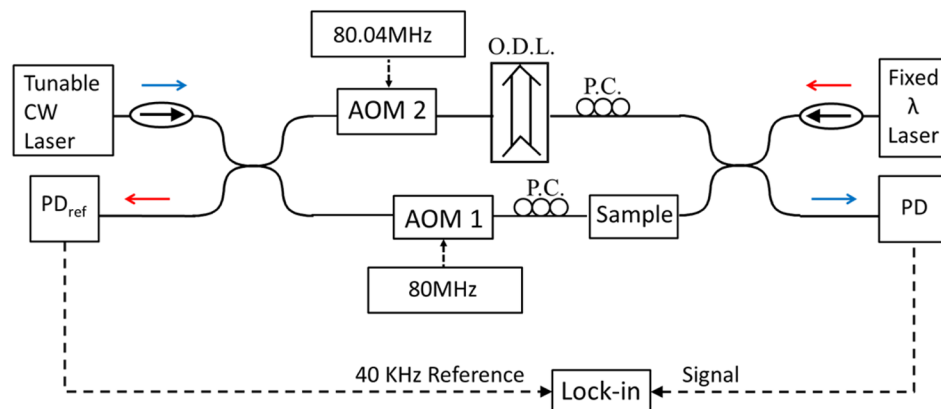 80.04MHz
O.D.L.
Tunable
CW
Laser
AOM 2
P.C.
Fixed
λ
Laser
PDref
AOM 1
P.C.
Sample
PD
80MHz
40 KHz Reference
Lock-in
Signal